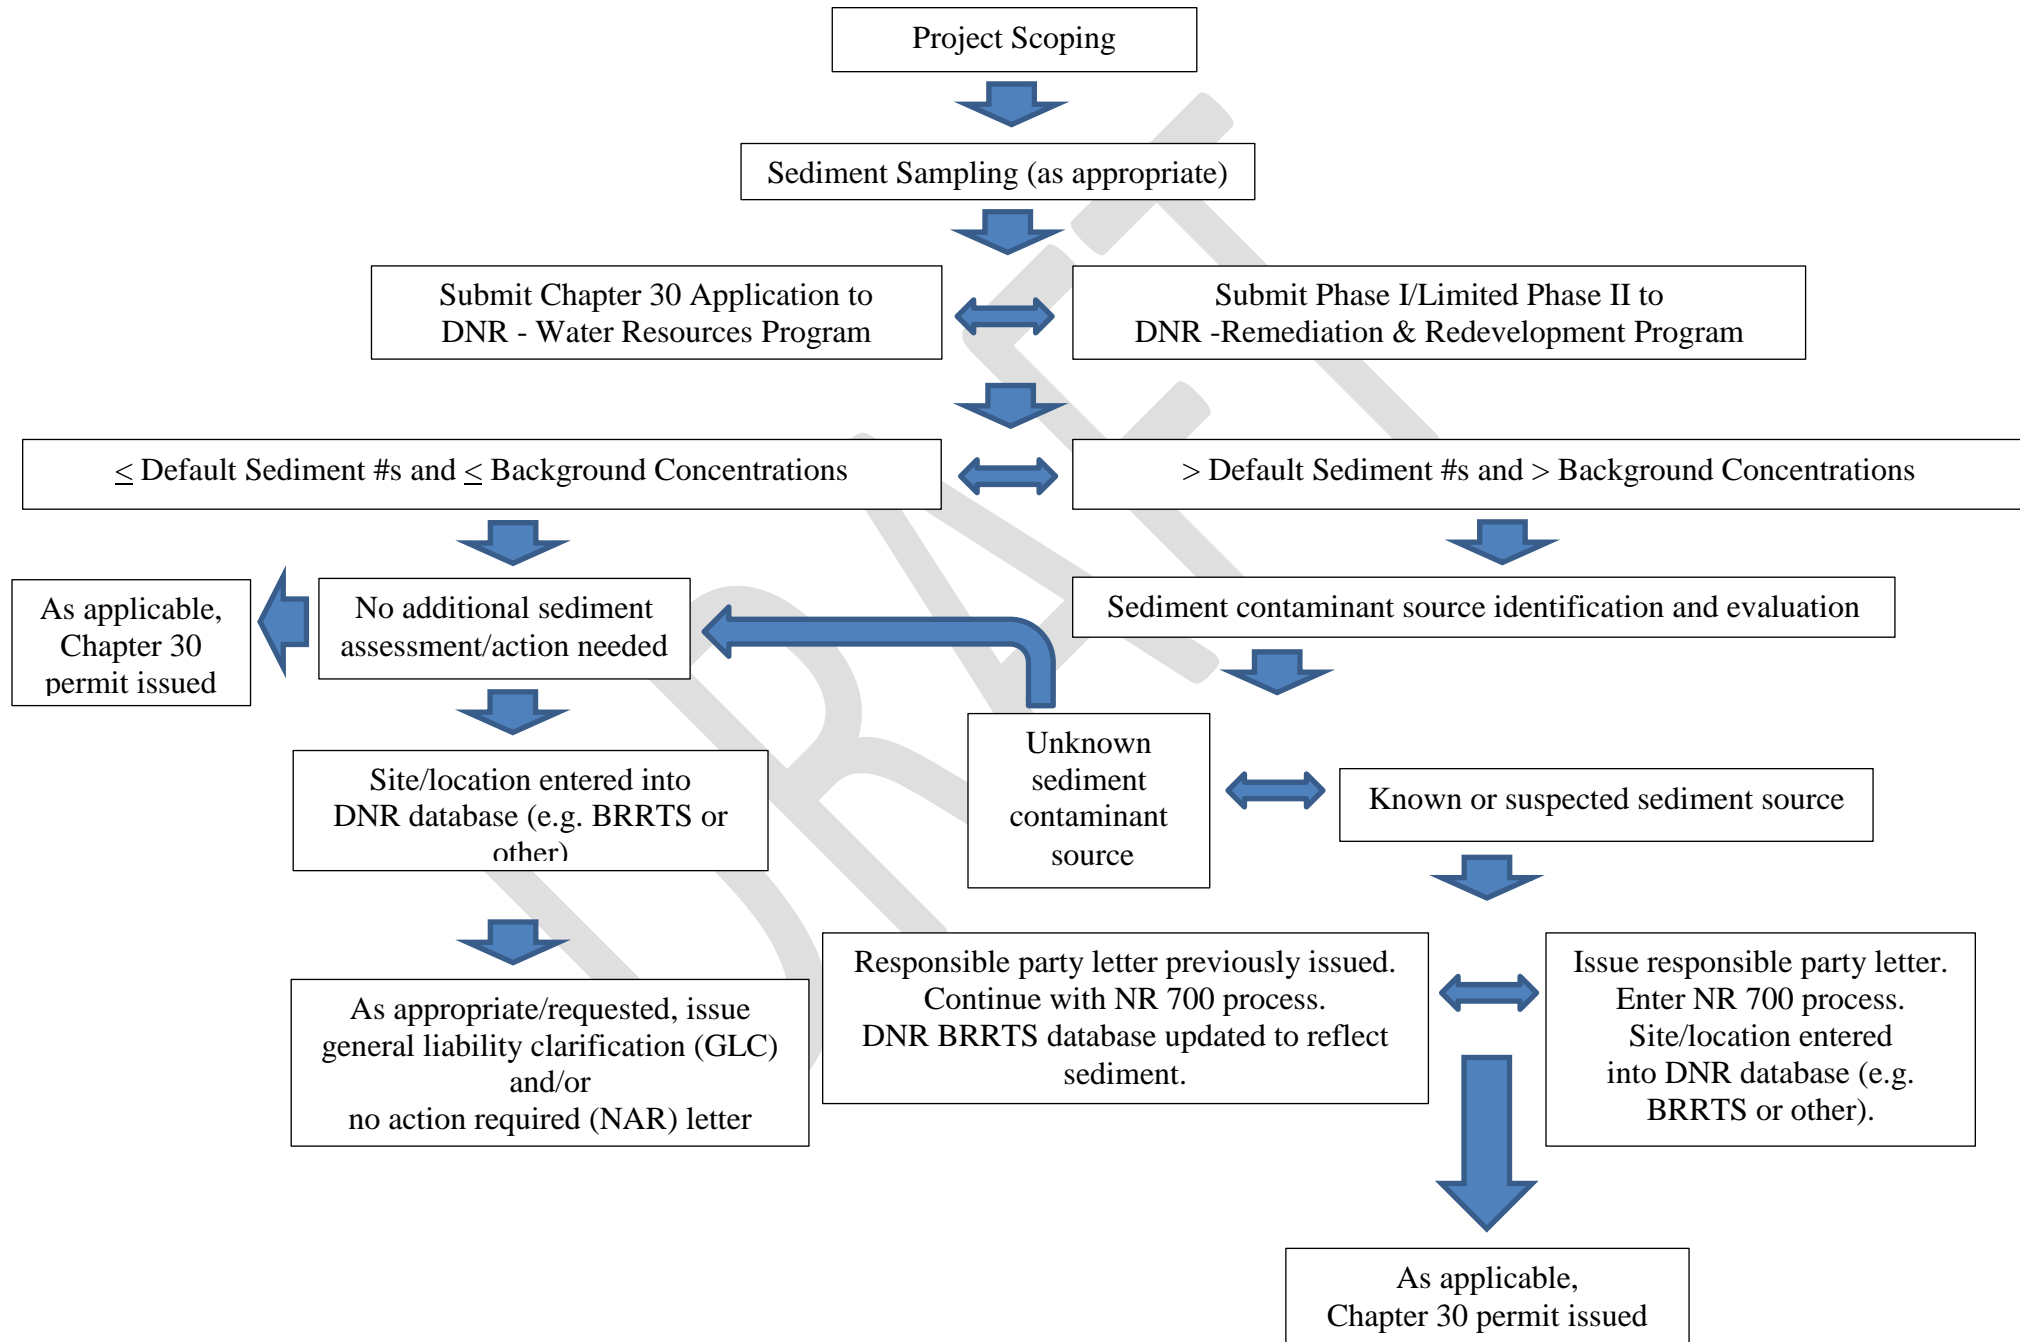 Project Scoping
Sediment Sampling (as appropriate)
Submit Chapter 30 Application to
DNR - Water Resources Program
Submit Phase I/Limited Phase II to
DNR -Remediation & Redevelopment Program
≤ Default Sediment #s and ≤ Background Concentrations
> Default Sediment #s and > Background Concentrations
As applicable,
Chapter 30
permit issued
No additional sediment
assessment/action needed
Sediment contaminant source identification and evaluation
Unknown
sediment
contaminant
source
Known or suspected sediment source
Site/location entered into
DNR database (e.g. BRRTS or
other)
As appropriate/requested, issue
general liability clarification (GLC)
and/or
no action required (NAR) letter
Responsible party letter previously issued.
Continue with NR 700 process.
DNR BRRTS database updated to reflect
sediment.
Issue responsible party letter.
Enter NR 700 process.
Site/location entered
into DNR database (e.g.
BRRTS or other).
As applicable,
Chapter 30 permit issued
DRAFT